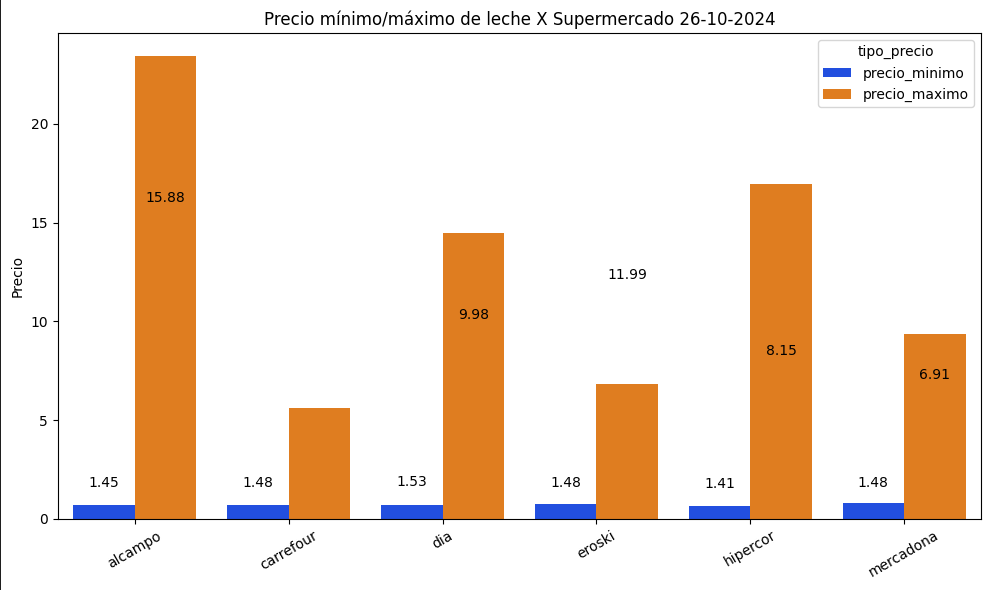 Precio mínimo/máximo de leche X Supermercado 26-10-2024
tipo_precio
precio_minimo
precio_maximo
Precio
20
15
10
5
0
15.88
11.99
9.98
8.15
6.91
1.45
1.48
1.53
1.48
1.41
1.48
alcampo
carrefour
dia
eroski
hipercor
mercadona